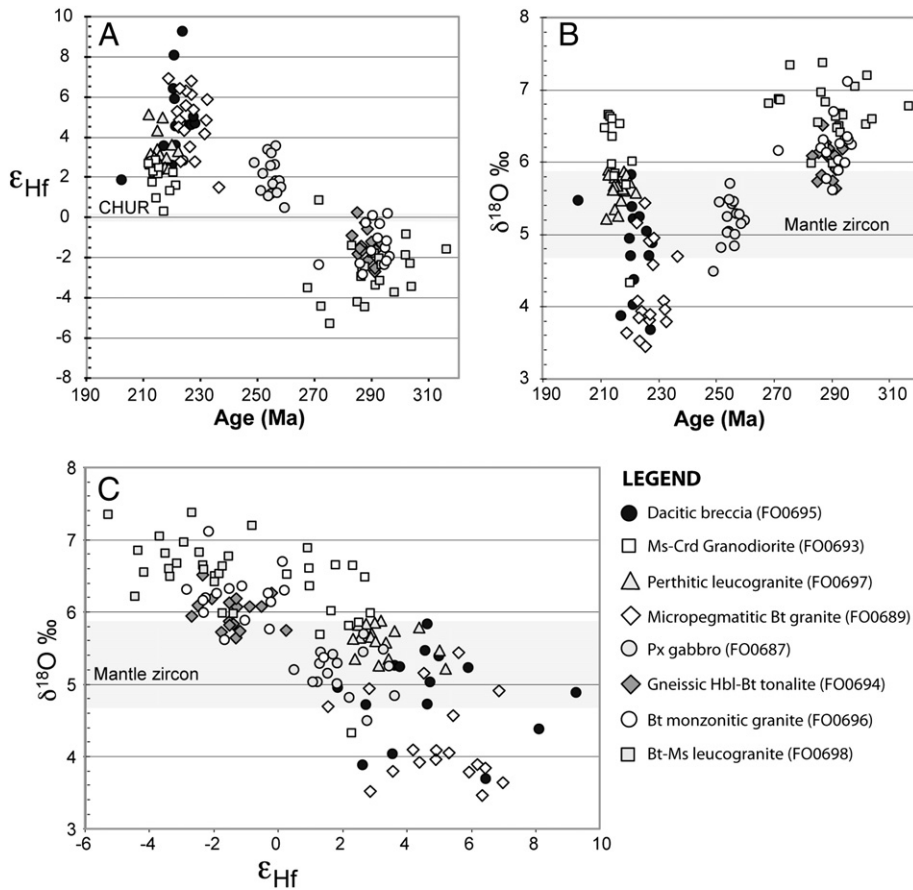 A
10
8
6
4
2
0
-2
-4
-6
-8
εHf
CHUR
190 210 230 250 270 290 310
Age (Ma)
B
8
7
6
5
4
3
δ18O ‰
Mantle zircon
190 210 230 250 270 290 310
Age (Ma)
C
8
7
6
5
4
3
δ18O ‰
Mantle zircon
-6 -4 -2 0 2 4 6 8 10
εHf
LEGEND
Dacitic breccia (FO0695)
Ms-Crd Granodiorite (FO0693)
Perthitic leucogranite (FO0697)
Micropegmatitic Bt granite (FO0689)
Px gabbro (FO0687)
Gneissic Hbl-Bt tonalite (FO0694)
Bt monzonitic granite (FO0696)
Bt-Ms leucogranite (FO0698)